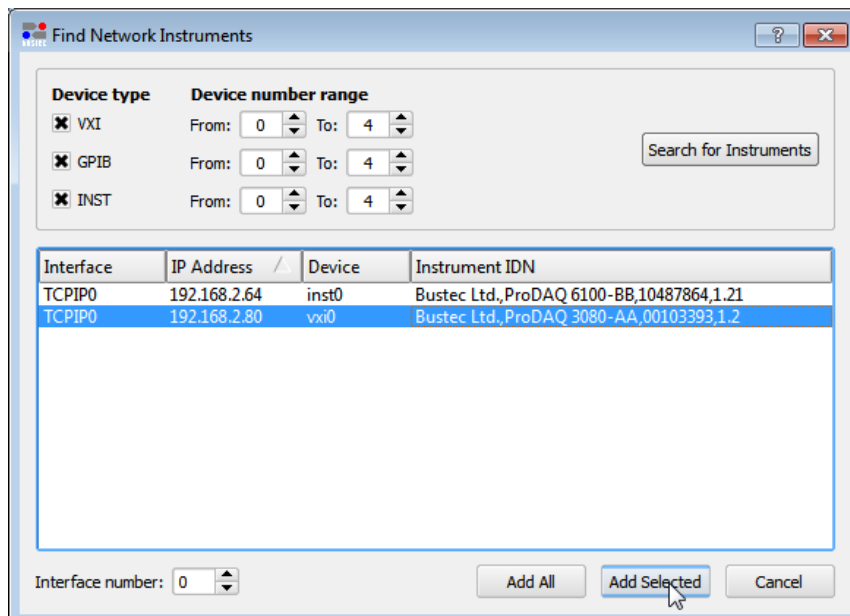 BUSTEC Find Network Instruments ?
Device type Device number range
VXI From: 0 To: 4
GPIB From: 0 To: 4
INST From: 0 To: 4
Search for Instruments
Interface IP Address Device Instrument IDN
TCPIP0 192.168.2.64 inst0 Bustec Ltd.,ProDAQ 6100-BB,10487864,1.21
TCPIP0 192.168.2.80 vxi0 Bustec Ltd.,ProDAQ 3080-AA,00103393,1.2
Interface number: 0 Add All Add Selected Cancel